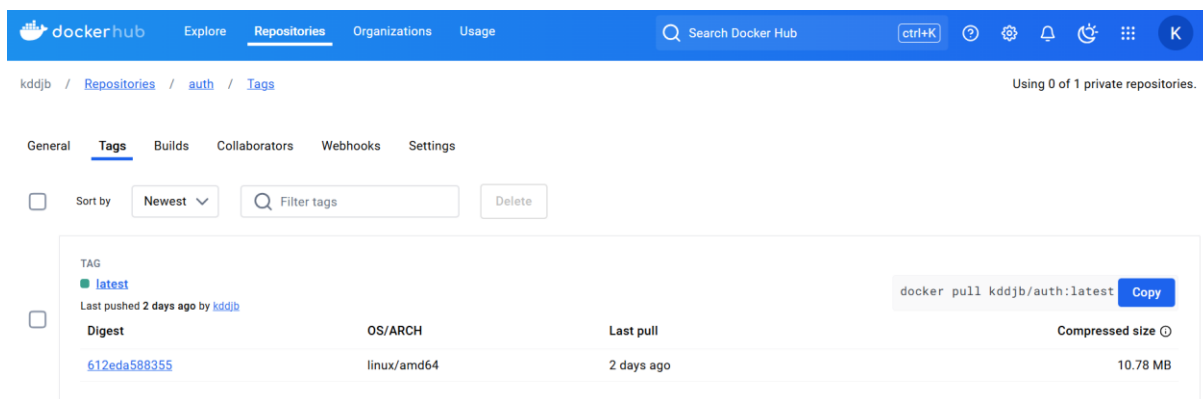 dockerhub Explore Repositories Organizations Usage Search Docker Hub ctrl+K K
kddjb / Repositories / auth / Tags Using 0 of 1 private repositories.
General Tags Builds Collaborators Webhooks Settings
Sort by Newest Filter tags Delete
TAG
latest
docker pull kddjb/auth:latest Copy
Last pushed 2 days ago by kddjb
Digest OS/ARCH Last pull Compressed size
612eda588355 linux/amd64 2 days ago 10.78 MB